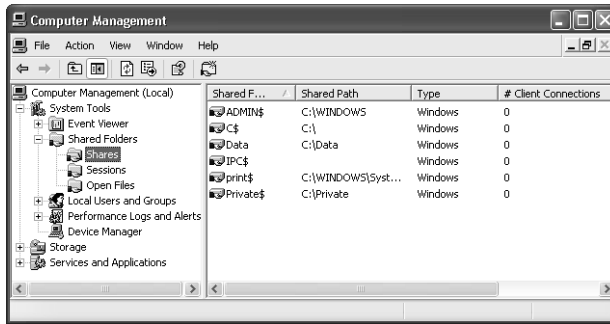 Computer Management
File Action View Window Help
Computer Management (Local)
System Tools
Event Viewer
Shared Folders
Shares
Sessions
Open Files
Local Users and Groups
Performance Logs and Alerts
Device Manager
Storage
Services and Applications
Shared F... Shared Path Type # Client Connections
ADMIN$ C:\WINDOWS Windows 0
C$ C:\ Windows 0
Data C:\Data Windows 0
IPC$ Windows 0
print$ C:\WINDOWS\Syst... Windows 0
Private$ C:\Private Windows 0